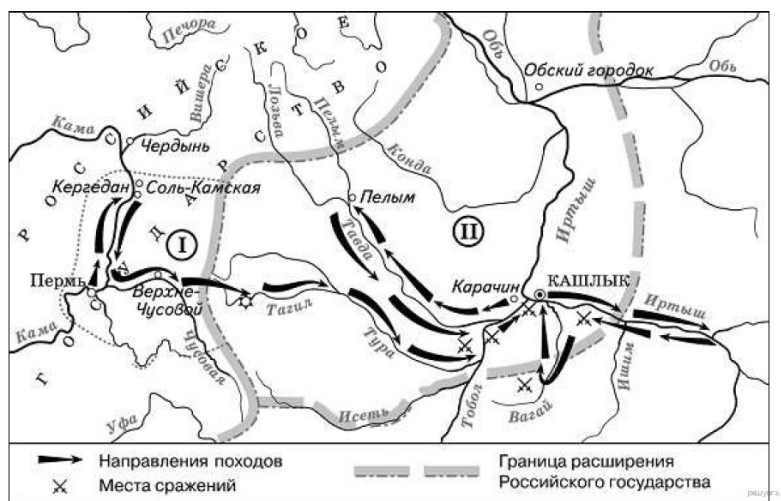 Печора
РОССИЙСКОЕ
ГОСУДАРСТВО
Вишера
Кама
Чердынь
Кергедан
Соль-Камская
Лозьва
Пелым
Конда
Обь
Обь
Обский городок
Иртыш
I
II
Пелым
Тавда
Пермь
Верхне-
Чусовой
Кама
Чусовая
Тагил
Тура
Карачин
КАШЛЫК
Иртыш
Ишим
Вагай
Тобол
Исеть
Уфа
Направления походов
Места сражений
Граница расширения
Российского государства